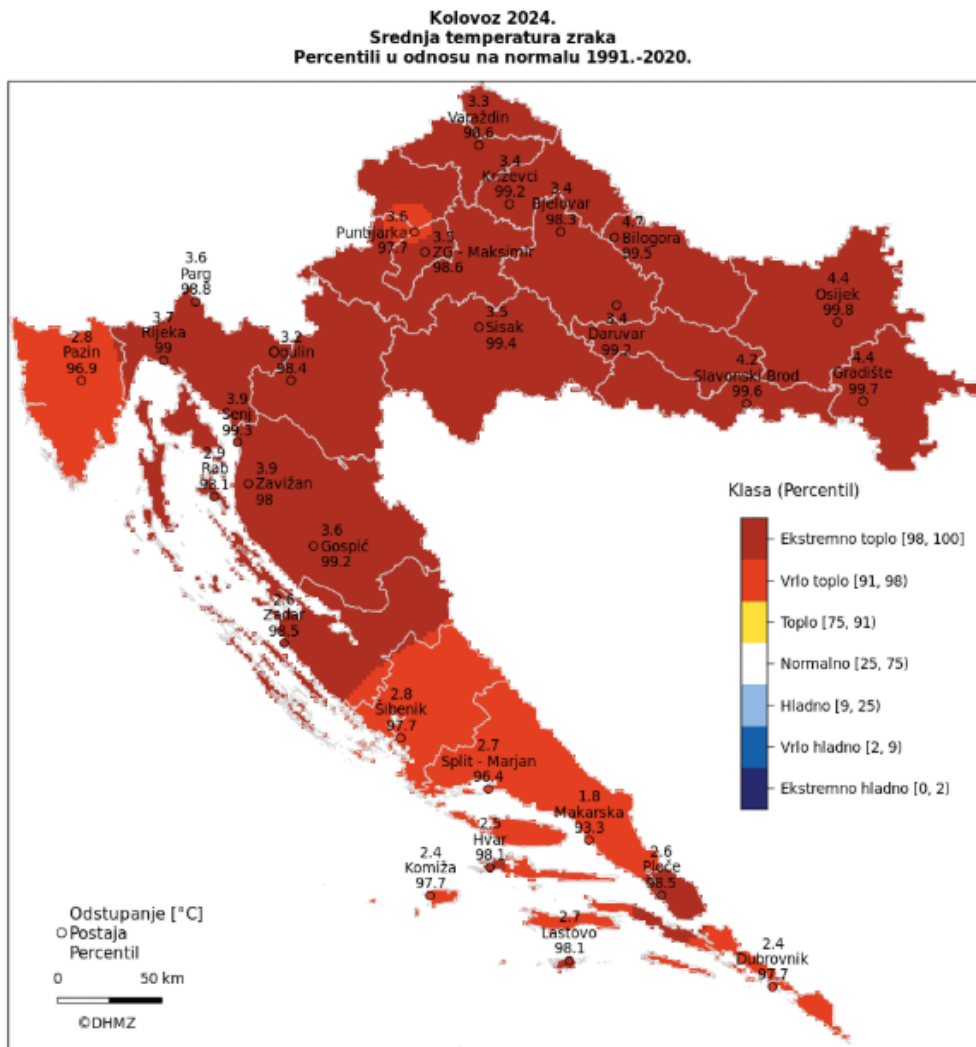 Kolovoz 2024.
Srednja temperatura zraka
Percentili u odnosu na normalu 1991.-2020.
3.3
Varaždin
98.6
3.4
Križevci
99.2
3.4
Bjelovar
98.3
3.6
Puntijarka
97.7
3.5
ZG - Maksimir
98.6
4.7
Bilogora
99.5
3.6
Parg
98.8
4.4
Osijek
99.8
3.7
Rijeka
99
2.8
Pazin
96.9
3.2
Ogulin
98.4
3.5
Sisak
99.4
3.4
Daruvar
99.2
4.2
Slavonski Brod
99.6
4.4
Gradište
99.7
3.9
Senj
99.3
2.9
Rab
98.1
3.9
Zavižan
98
3.6
Gospić
99.2
2.6
Zadar
98.5
2.8
Šibenik
97.7
2.7
Split - Marjan
96.4
1.8
Makarska
93.3
2.5
Hvar
98.1
2.4
Komiža
97.7
2.6
Ploče
98.5
2.7
Lastovo
98.1
2.4
Dubrovnik
97.7
Klasa (Percentil)
Ekstremno toplo [98, 100]
Vrlo toplo [91, 98)
Toplo [75, 91)
Normalno [25, 75)
Hladno [9, 25)
Vrlo hladno [2, 9)
Ekstremno hladno [0, 2)
Odstupanje [°C]
Postaja
Percentil
0 50 km
©DHMZ